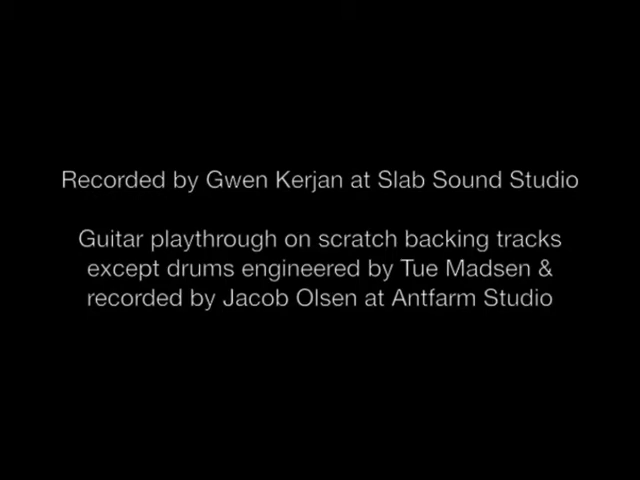 Recorded by Gwen Kerjan at Slab Sound Studio
Guitar playthrough on scratch backing tracks
except drums engineered by Tue Madsen &
recorded by Jacob Olsen at Antfarm Studio